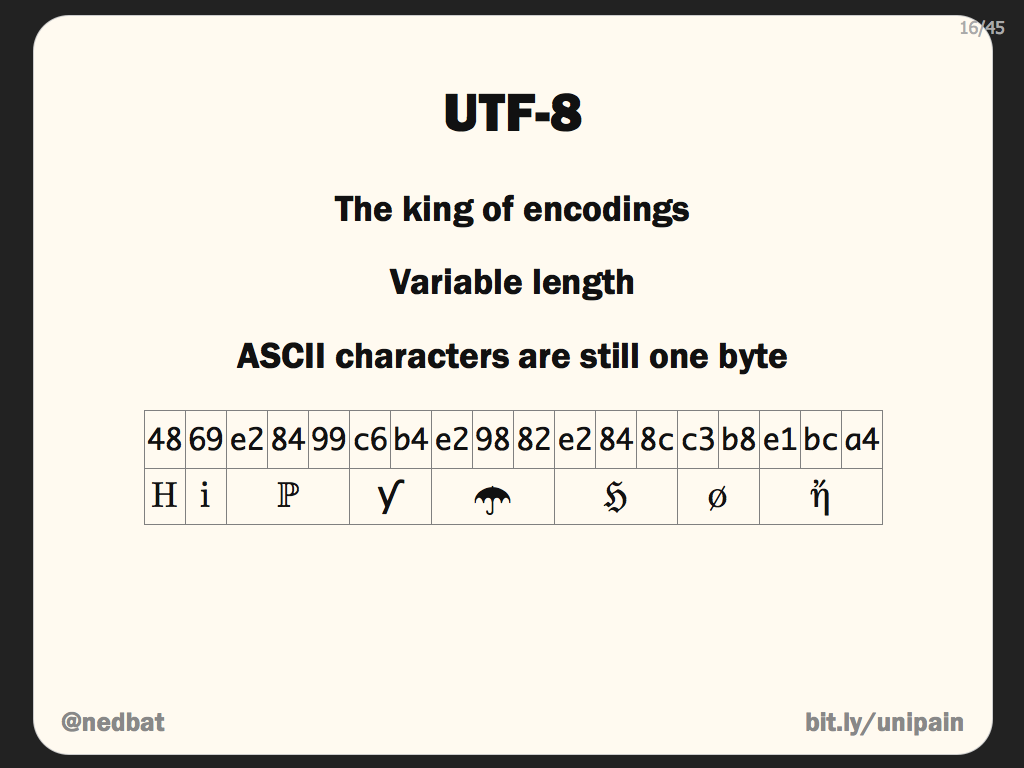 16/45
UTF-8
The king of encodings
Variable length
ASCII characters are still one byte
48 69 e2 84 99 c6 b4 e2 98 82 e2 84 8c c3 b8 e1 bc a4
H i ℙ ƴ ☂ ℌ ø ἤ
@nedbat
bit.ly/unipain